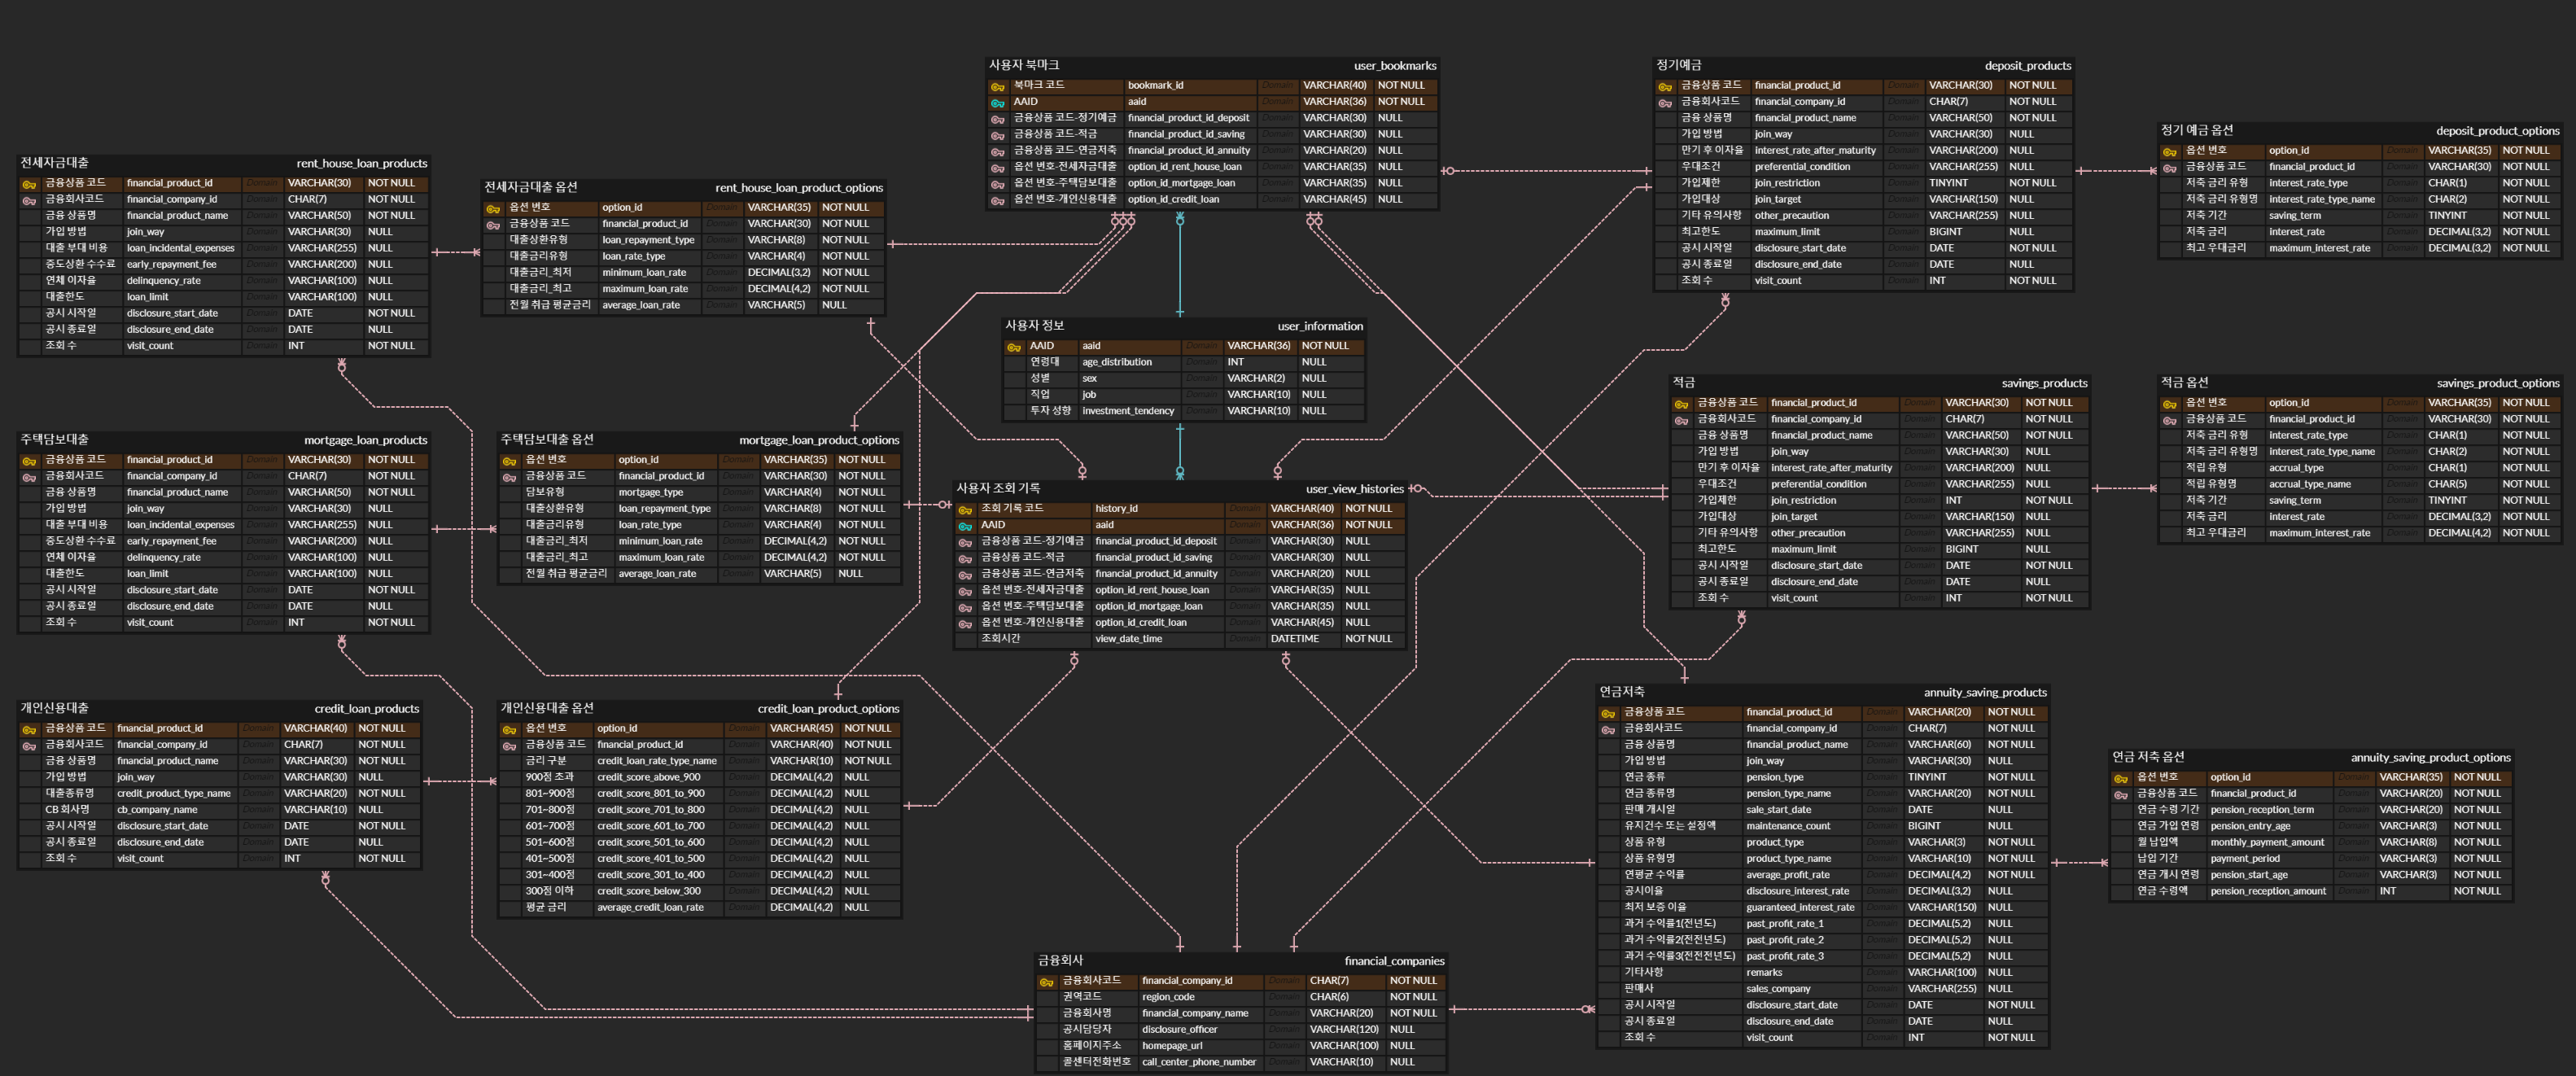 사용자 북마크 user_bookmarks
북마크 코드 bookmark_id Domain VARCHAR(40) NOT NULL
AAID aaid Domain VARCHAR(36) NOT NULL
금융상품 코드-정기예금 financial_product_id_deposit Domain VARCHAR(30) NULL
금융상품 코드-적금 financial_product_id_saving Domain VARCHAR(30) NULL
금융상품 코드-연금저축 financial_product_id_annuity Domain VARCHAR(20) NULL
옵션 번호-전세자금대출 option_id_rent_house_loan Domain VARCHAR(35) NULL
옵션 번호-주택담보대출 option_id_mortgage_loan Domain VARCHAR(35) NULL
옵션 번호-개인신용대출 option_id_credit_loan Domain VARCHAR(45) NULL
정기예금 deposit_products
금융상품 코드 financial_product_id Domain VARCHAR(30) NOT NULL
금융회사코드 financial_company_id Domain CHAR(7) NOT NULL
금융 상품명 financial_product_name Domain VARCHAR(50) NOT NULL
가입 방법 join_way Domain VARCHAR(30) NULL
만기 후 이자율 interest_rate_after_maturity Domain VARCHAR(200) NULL
우대조건 preferential_condition Domain VARCHAR(255) NULL
가입제한 join_restriction Domain TINYINT NOT NULL
가입대상 join_target Domain VARCHAR(150) NULL
기타 유의사항 other_precaution Domain VARCHAR(255) NULL
최고한도 maximum_limit Domain BIGINT NULL
공시 시작일 disclosure_start_date Domain DATE NOT NULL
공시 종료일 disclosure_end_date Domain DATE NULL
조회 수 visit_count Domain INT NOT NULL
정기 예금 옵션 deposit_product_options
옵션 번호 option_id Domain VARCHAR(35) NOT NULL
금융상품 코드 financial_product_id Domain VARCHAR(30) NOT NULL
저축 금리 유형 interest_rate_type Domain CHAR(1) NOT NULL
저축 금리 유형명 interest_rate_type_name Domain CHAR(2) NOT NULL
저축 기간 saving_term Domain TINYINT NOT NULL
저축 금리 interest_rate Domain DECIMAL(3,2) NOT NULL
최고 우대금리 maximum_interest_rate Domain DECIMAL(3,2) NOT NULL
전세자금대출 rent_house_loan_products
금융상품 코드 financial_product_id Domain VARCHAR(30) NOT NULL
금융회사코드 financial_company_id Domain CHAR(7) NOT NULL
금융 상품명 financial_product_name Domain VARCHAR(50) NOT NULL
가입 방법 join_way Domain VARCHAR(30) NULL
대출 부대 비용 loan_incidental_expenses Domain VARCHAR(255) NULL
중도상환 수수료 early_repayment_fee Domain VARCHAR(200) NULL
연체 이자율 delinquency_rate Domain VARCHAR(100) NULL
대출한도 loan_limit Domain VARCHAR(100) NULL
공시 시작일 disclosure_start_date Domain DATE NOT NULL
공시 종료일 disclosure_end_date Domain DATE NULL
조회 수 visit_count Domain INT NOT NULL
전세자금대출 옵션 rent_house_loan_product_options
옵션 번호 option_id Domain VARCHAR(35) NOT NULL
금융상품 코드 financial_product_id Domain VARCHAR(30) NOT NULL
대출상환유형 loan_repayment_type Domain VARCHAR(8) NOT NULL
대출금리유형 loan_rate_type Domain VARCHAR(4) NOT NULL
대출금리_최저 minimum_loan_rate Domain DECIMAL(3,2) NOT NULL
대출금리_최고 maximum_loan_rate Domain DECIMAL(4,2) NOT NULL
전월 취급 평균금리 average_loan_rate Domain VARCHAR(5) NULL
사용자 정보 user_information
AAID aaid Domain VARCHAR(36) NOT NULL
연령대 age_distribution Domain INT NULL
성별 sex Domain VARCHAR(2) NULL
직업 job Domain VARCHAR(10) NULL
투자 성향 investment_tendency Domain VARCHAR(10) NULL
적금 savings_products
금융상품 코드 financial_product_id Domain VARCHAR(30) NOT NULL
금융회사코드 financial_company_id Domain CHAR(7) NOT NULL
금융 상품명 financial_product_name Domain VARCHAR(50) NOT NULL
가입 방법 join_way Domain VARCHAR(30) NULL
만기 후 이자율 interest_rate_after_maturity Domain VARCHAR(200) NULL
우대조건 preferential_condition Domain VARCHAR(255) NULL
가입제한 join_restriction Domain INT NOT NULL
가입대상 join_target Domain VARCHAR(150) NULL
기타 유의사항 other_precaution Domain VARCHAR(255) NULL
최고한도 maximum_limit Domain BIGINT NULL
공시 시작일 disclosure_start_date Domain DATE NOT NULL
공시 종료일 disclosure_end_date Domain DATE NULL
조회 수 visit_count Domain INT NOT NULL
적금 옵션 savings_product_options
옵션 번호 option_id Domain VARCHAR(35) NOT NULL
금융상품 코드 financial_product_id Domain VARCHAR(30) NOT NULL
저축 금리 유형 interest_rate_type Domain CHAR(1) NOT NULL
저축 금리 유형명 interest_rate_type_name Domain CHAR(2) NOT NULL
적립 유형 accrual_type Domain CHAR(1) NOT NULL
적립 유형명 accrual_type_name Domain CHAR(5) NOT NULL
저축 기간 saving_term Domain TINYINT NOT NULL
저축 금리 interest_rate Domain DECIMAL(3,2) NOT NULL
최고 우대금리 maximum_interest_rate Domain DECIMAL(4,2) NOT NULL
주택담보대출 mortgage_loan_products
금융상품 코드 financial_product_id Domain VARCHAR(30) NOT NULL
금융회사코드 financial_company_id Domain CHAR(7) NOT NULL
금융 상품명 financial_product_name Domain VARCHAR(50) NOT NULL
가입 방법 join_way Domain VARCHAR(30) NULL
대출 부대 비용 loan_incidental_expenses Domain VARCHAR(255) NULL
중도상환 수수료 early_repayment_fee Domain VARCHAR(200) NULL
연체 이자율 delinquency_rate Domain VARCHAR(100) NULL
대출한도 loan_limit Domain VARCHAR(100) NULL
공시 시작일 disclosure_start_date Domain DATE NOT NULL
공시 종료일 disclosure_end_date Domain DATE NULL
조회 수 visit_count Domain INT NOT NULL
주택담보대출 옵션 mortgage_loan_product_options
옵션 번호 option_id Domain VARCHAR(35) NOT NULL
금융상품 코드 financial_product_id Domain VARCHAR(30) NOT NULL
담보유형 mortgage_type Domain VARCHAR(4) NOT NULL
대출상환유형 loan_repayment_type Domain VARCHAR(8) NOT NULL
대출금리유형 loan_rate_type Domain VARCHAR(4) NOT NULL
대출금리_최저 minimum_loan_rate Domain DECIMAL(4,2) NOT NULL
대출금리_최고 maximum_loan_rate Domain DECIMAL(4,2) NOT NULL
전월 취급 평균금리 average_loan_rate Domain VARCHAR(5) NULL
사용자 조회 기록 user_view_histories
조회 기록 코드 history_id Domain VARCHAR(40) NOT NULL
AAID aaid Domain VARCHAR(36) NOT NULL
금융상품 코드-정기예금 financial_product_id_deposit Domain VARCHAR(30) NULL
금융상품 코드-적금 financial_product_id_saving Domain VARCHAR(30) NULL
금융상품 코드-연금저축 financial_product_id_annuity Domain VARCHAR(20) NULL
옵션 번호-전세자금대출 option_id_rent_house_loan Domain VARCHAR(35) NULL
옵션 번호-주택담보대출 option_id_mortgage_loan Domain VARCHAR(35) NULL
옵션 번호-개인신용대출 option_id_credit_loan Domain VARCHAR(45) NULL
조회시간 view_date_time Domain DATETIME NOT NULL
개인신용대출 credit_loan_products
금융상품 코드 financial_product_id Domain VARCHAR(40) NOT NULL
금융회사코드 financial_company_id Domain CHAR(7) NOT NULL
금융 상품명 financial_product_name Domain VARCHAR(30) NOT NULL
가입 방법 join_way Domain VARCHAR(30) NULL
대출종류명 credit_product_type_name Domain VARCHAR(20) NOT NULL
CB 회사명 cb_company_name Domain VARCHAR(10) NULL
공시 시작일 disclosure_start_date Domain DATE NOT NULL
공시 종료일 disclosure_end_date Domain DATE NULL
조회 수 visit_count Domain INT NOT NULL
개인신용대출 옵션 credit_loan_product_options
옵션 번호 option_id Domain VARCHAR(45) NOT NULL
금융상품 코드 financial_product_id Domain VARCHAR(40) NOT NULL
금리 구분 credit_loan_rate_type_name Domain VARCHAR(10) NOT NULL
900점 초과 credit_score_above_900 Domain DECIMAL(4,2) NULL
801~900점 credit_score_801_to_900 Domain DECIMAL(4,2) NULL
701~800점 credit_score_701_to_800 Domain DECIMAL(4,2) NULL
601~700점 credit_score_601_to_700 Domain DECIMAL(4,2) NULL
501~600점 credit_score_501_to_600 Domain DECIMAL(4,2) NULL
401~500점 credit_score_401_to_500 Domain DECIMAL(4,2) NULL
301~400점 credit_score_301_to_400 Domain DECIMAL(4,2) NULL
300점 이하 credit_score_below_300 Domain DECIMAL(4,2) NULL
평균 금리 average_credit_loan_rate Domain DECIMAL(4,2) NULL
연금저축 annuity_saving_products
금융상품 코드 financial_product_id Domain VARCHAR(20) NOT NULL
금융회사코드 financial_company_id Domain CHAR(7) NOT NULL
금융 상품명 financial_product_name Domain VARCHAR(60) NOT NULL
가입 방법 join_way Domain VARCHAR(30) NULL
연금 종류 pension_type Domain TINYINT NOT NULL
연금 종류명 pension_type_name Domain VARCHAR(20) NOT NULL
판매 개시일 sale_start_date Domain DATE NULL
유지건수 또는 설정액 maintenance_count Domain BIGINT NULL
상품 유형 product_type Domain VARCHAR(3) NOT NULL
상품 유형명 product_type_name Domain VARCHAR(10) NOT NULL
연평균 수익률 average_profit_rate Domain DECIMAL(4,2) NOT NULL
공시이율 disclosure_interest_rate Domain DECIMAL(3,2) NULL
최저 보증 이율 guaranteed_interest_rate Domain VARCHAR(150) NULL
과거 수익률1(전년도) past_profit_rate_1 Domain DECIMAL(5,2) NULL
과거 수익률2(전전년도) past_profit_rate_2 Domain DECIMAL(5,2) NULL
과거 수익률3(전전전년도) past_profit_rate_3 Domain DECIMAL(5,2) NULL
기타사항 remarks Domain VARCHAR(100) NULL
판매사 sales_company Domain VARCHAR(255) NULL
공시 시작일 disclosure_start_date Domain DATE NOT NULL
공시 종료일 disclosure_end_date Domain DATE NULL
조회 수 visit_count Domain INT NOT NULL
연금 저축 옵션 annuity_saving_product_options
옵션 번호 option_id Domain VARCHAR(35) NOT NULL
금융상품 코드 financial_product_id Domain VARCHAR(20) NOT NULL
연금 수령 기간 pension_reception_term Domain VARCHAR(20) NOT NULL
연금 가입 연령 pension_entry_age Domain VARCHAR(3) NOT NULL
월 납입액 monthly_payment_amount Domain VARCHAR(8) NOT NULL
납입 기간 payment_period Domain VARCHAR(3) NOT NULL
연금 개시 연령 pension_start_age Domain VARCHAR(3) NOT NULL
연금 수령액 pension_reception_amount Domain INT NOT NULL
금융회사 financial_companies
금융회사코드 financial_company_id Domain CHAR(7) NOT NULL
권역코드 region_code Domain CHAR(6) NOT NULL
금융회사명 financial_company_name Domain VARCHAR(20) NOT NULL
공시담당자 disclosure_officer Domain VARCHAR(120) NULL
홈페이지주소 homepage_url Domain VARCHAR(100) NULL
콜센터전화번호 call_center_phone_number Domain VARCHAR(10) NULL